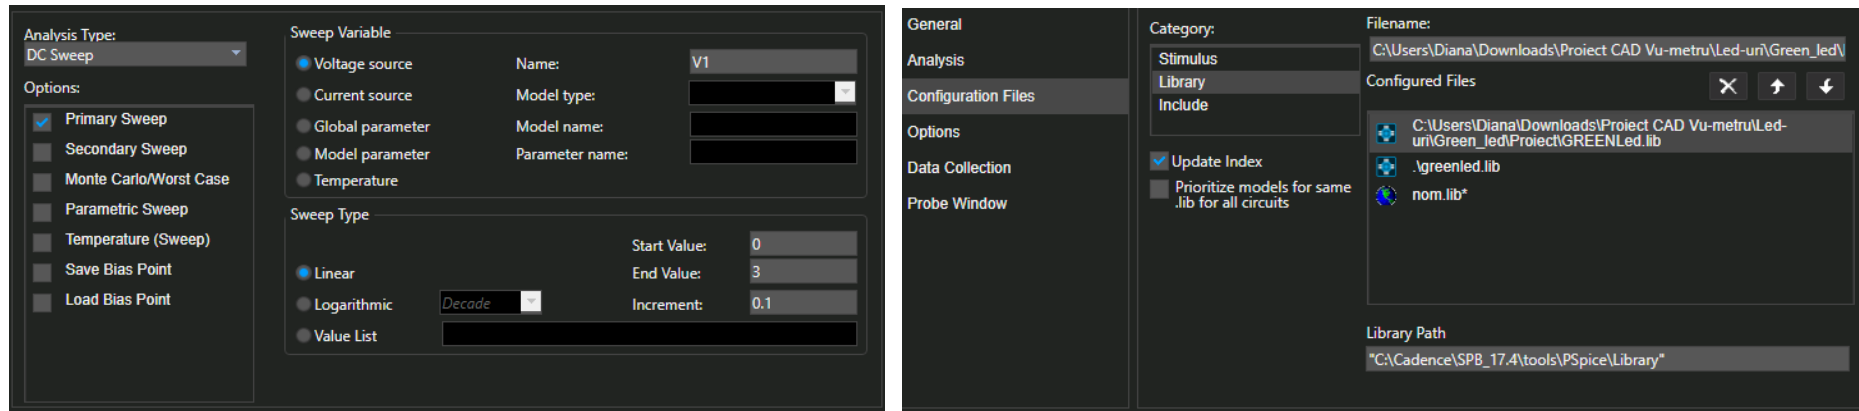 Analysis Type:
DC Sweep
Options:
Primary Sweep
Secondary Sweep
Monte Carlo/Worst Case
Parametric Sweep
Temperature (Sweep)
Save Bias Point
Load Bias Point
Sweep Variable
Voltage source
Name:
V1
Current source
Model type:
Global parameter
Model name:
Model parameter
Parameter name:
Temperature
Sweep Type
Start Value:
0
Linear
End Value:
3
Logarithmic
Decade
Increment:
0.1
Value List
General
Analysis
Configuration Files
Options
Data Collection
Probe Window
Category:
Stimulus
Library
Include
Update Index
Prioritize models for same
.lib for all circuits
Filename:
C:\Users\Diana\Downloads\Proiect CAD Vu-metru\Led-uri\Green_led\
Configured Files
C:\Users\Diana\Downloads\Proiect CAD Vu-metru\Led-
uri\Green_led\Proiect\GREENLed.lib
.\greenled.lib
nom.lib*
Library Path
"C:\Cadence\SPB_17.4\tools\PSpice\Library"